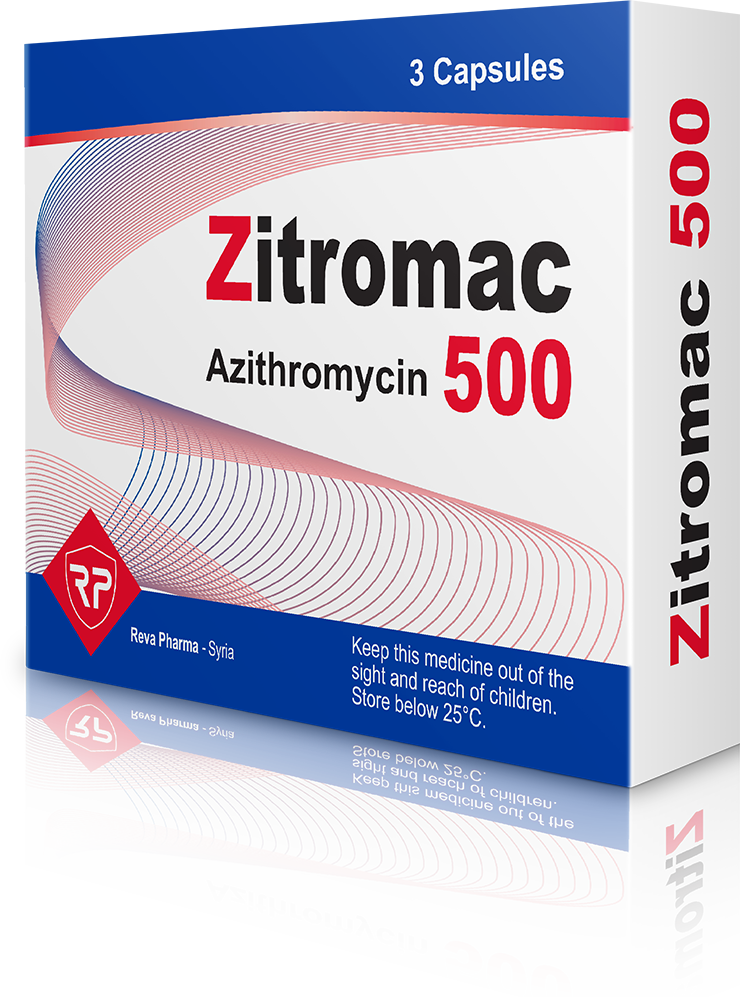 3 Capsules
Zitromac
Azithromycin 500
RP
Reva Pharma - Syria
Keep this medicine out of the
sight and reach of children.
Store below 25°C.
Zitromac 500